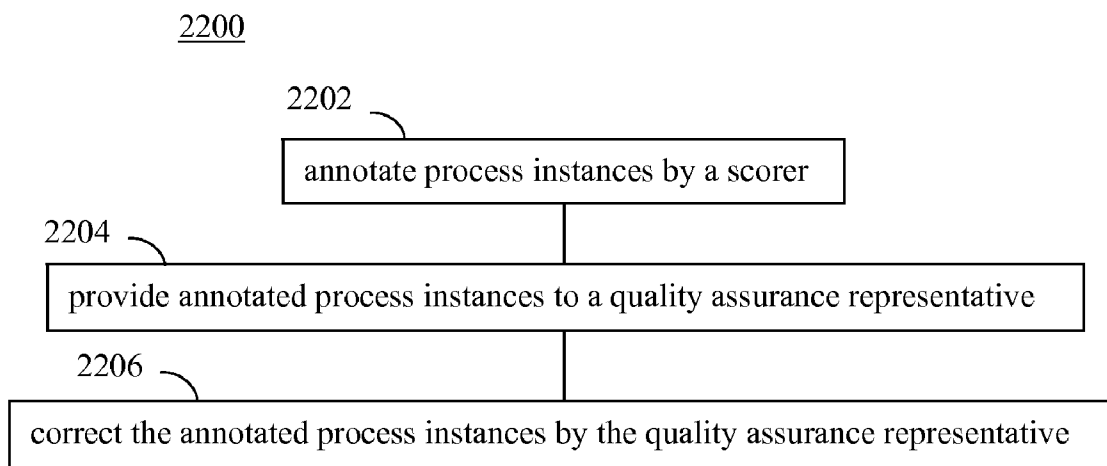 2200
2202
annotate process instances by a scorer
2204
provide annotated process instances to a quality assurance representative
2206
correct the annotated process instances by the quality assurance representative